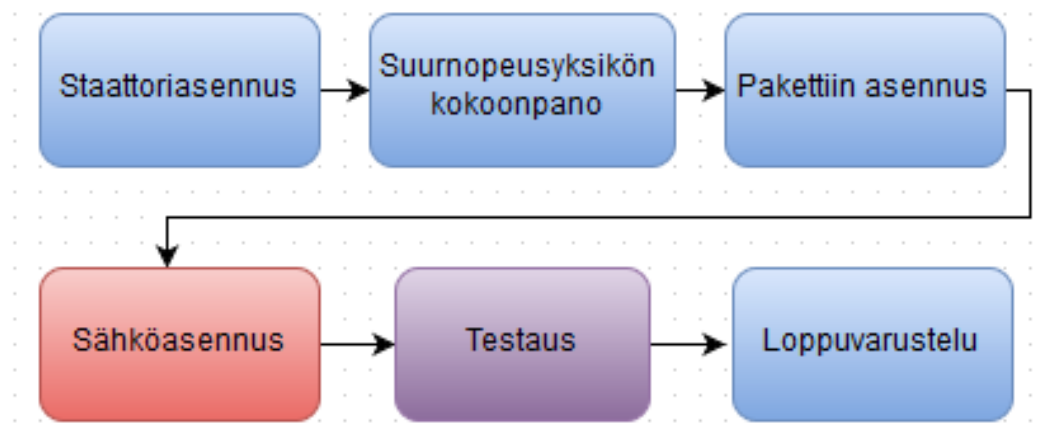 Staattoriasennus
Suurnopeusyksikön
kokoonpano
Pakettiin asennus
Sähköasennus
Testaus
Loppuvarustelu